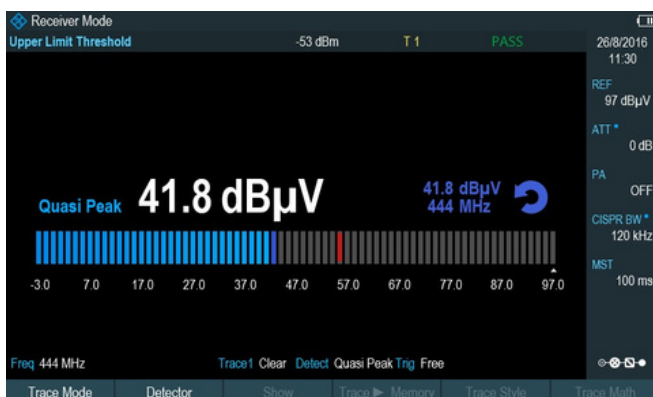 Receiver Mode
Upper Limit Threshold -53 dBm T 1 PASS 26/8/2016
11:30
REF
97 dBµV
ATT
0 dB
PA
OFF
CISPR BW
120 kHz
MST
100 ms
Quasi Peak 41.8 dBµV
41.8 dBµV
444 MHz
-3.0 7.0 17.0 27.0 37.0 47.0 57.0 67.0 77.0 87.0 97.0
Freq 444 MHz Trace1 Clear Detect Quasi Peak Trig Free
Trace Mode Detector Show Trace ▶ Memory Trace Style Trace Math